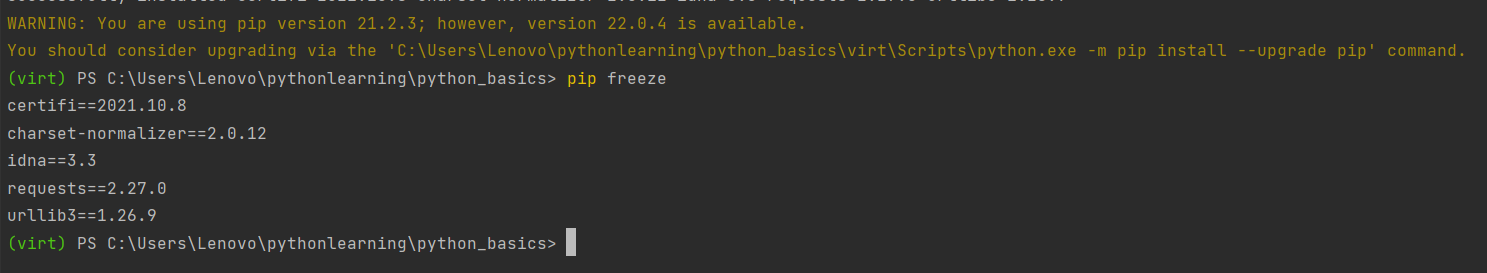 WARNING: You are using pip version 21.2.3; however, version 22.0.4 is available.
You should consider upgrading via the 'C:\Users\Lenovo\pythonlearning\python_basics\virt\Scripts\python.exe -m pip install --upgrade pip' command.
(virt) PS C:\Users\Lenovo\pythonlearning\python_basics> pip freeze
certifi==2021.10.8
charset-normalizer==2.0.12
idna==3.3
requests==2.27.0
urllib3==1.26.9
(virt) PS C:\Users\Lenovo\pythonlearning\python_basics>